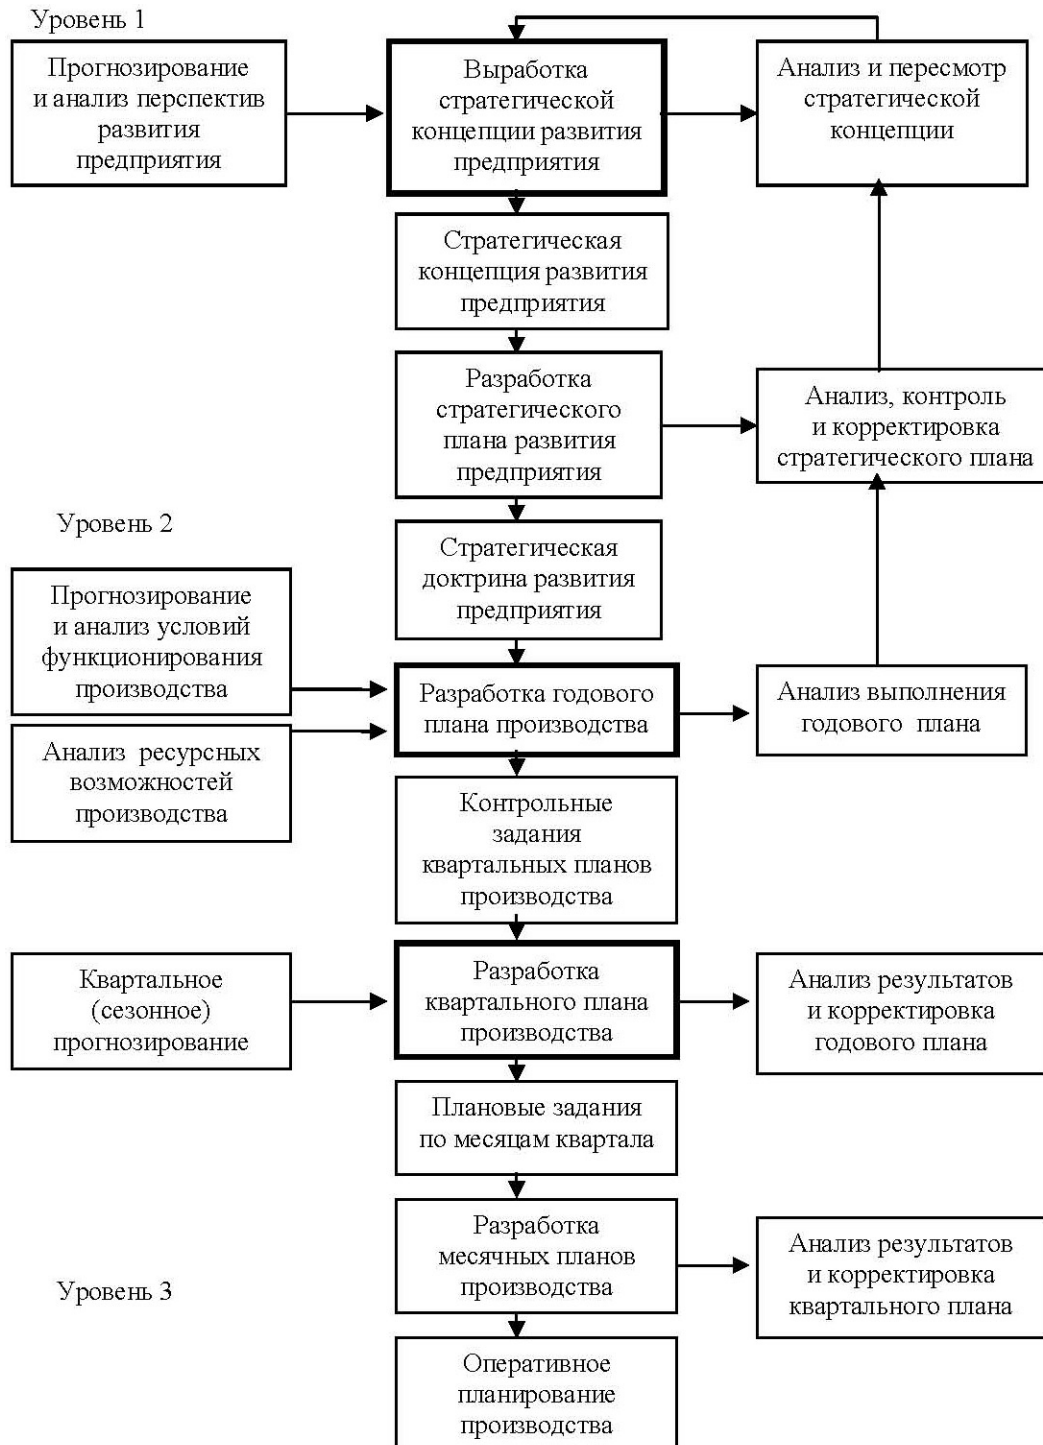 Уровень 1
Прогнозирование
и анализ перспектив
развития
предприятия
Выработка
стратегической
концепции развития
предприятия
Анализ и пересмотр
стратегической
концепции
Стратегическая
концепция развития
предприятия
Разработка
стратегического
плана развития
предприятия
Анализ, контроль
и корректировка
стратегического плана
Уровень 2
Стратегическая
доктрина развития
предприятия
Прогнозирование
и анализ условий
функционирования
производства
Анализ ресурсных
возможностей
производства
Разработка годового
плана производства
Анализ выполнения
годового плана
Контрольные
задания
квартальных планов
производства
Квартальное
(сезонное)
прогнозирование
Разработка
квартального плана
производства
Анализ результатов
и корректировка
годового плана
Плановые задания
по месяцам квартала
Разработка
месячных планов
производства
Анализ результатов
и корректировка
квартального плана
Уровень 3
Оперативное
планирование
производства